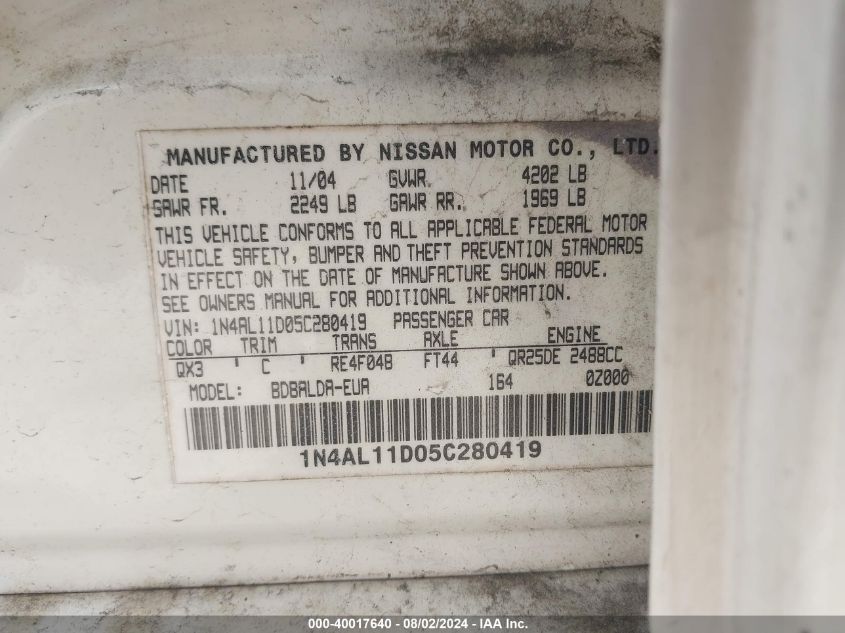 MANUFACTURED BY NISSAN MOTOR CO., LTD.
DATE 11/04 GVWR 4202 LB
GAWR FR. 2249 LB GAWR RR. 1969 LB
THIS VEHICLE CONFORMS TO ALL APPLICABLE FEDERAL MOTOR
VEHICLE SAFETY, BUMPER AND THEFT PREVENTION STANDARDS
IN EFFECT ON THE DATE OF MANUFACTURE SHOWN ABOVE.
SEE OWNERS MANUAL FOR ADDITIONAL INFORMATION.
VIN: 1N4AL11D05C280419 PASSENGER CAR
COLOR TRIM TRANS AXLE ENGINE
QX3 ' C ' RE4F04B FT44 ' QR25DE 2488CC
MODEL: BDBALDA-EUA 164 0Z000
1N4AL11D05C280419
000-40017640 - 08/02/2024 - IAA Inc.